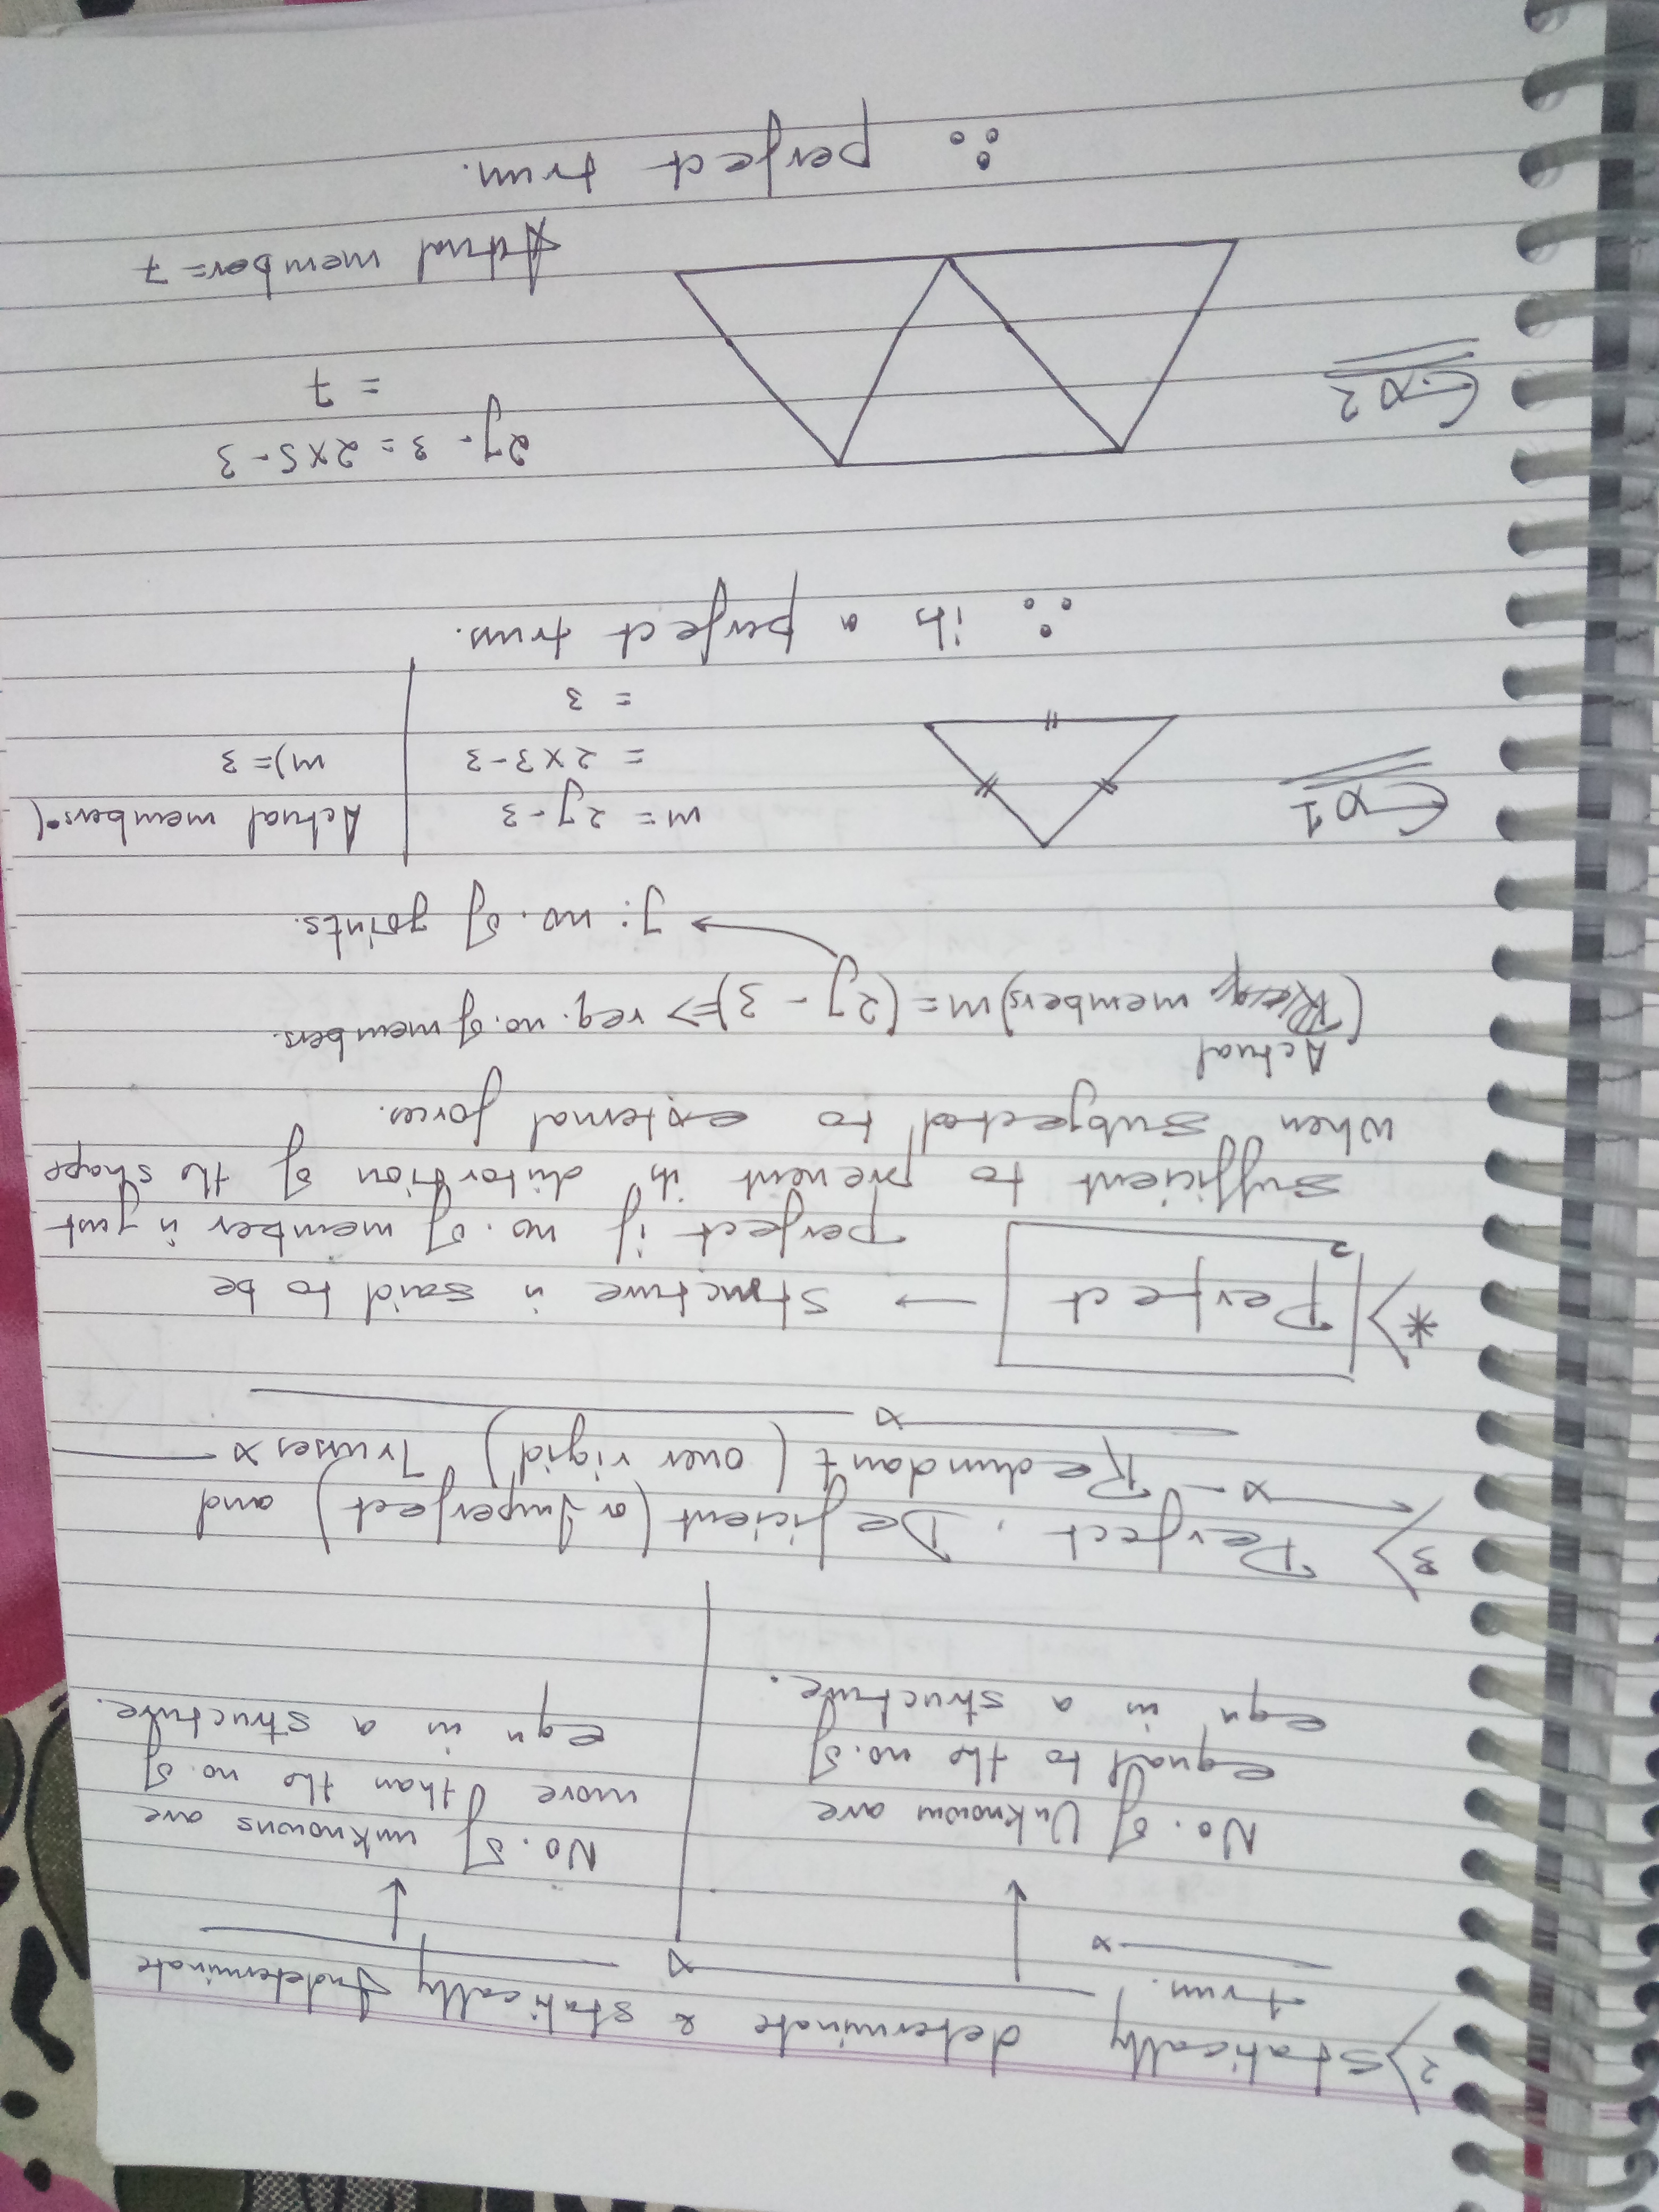 2) Statically determinate & statically Indeterminate
truss.
No. of Unknowns are
equal to the no. of
eqn in a structure.
No. of unknowns are
more than the no. of
eqn in a structure.
3) Perfect, Deficient (or Imperfect) and
Redundant (over rigid) Trusses
*) Perfect → Structure is said to be
perfect if no. of member is just
sufficient to prevent its distortion of the shape
when subjected to external forces.
Actual
(Req. members) m = (2j - 3) => req. no. of members.
j: no. of joints.
Ex 1
m = 2j - 3
= 2 x 3 - 3
= 3
Actual members (
m) = 3
∴ its a perfect truss.
Ex 2
2j - 3 = 2 x 5 - 3
= 7
Actual member = 7
∴ perfect truss.